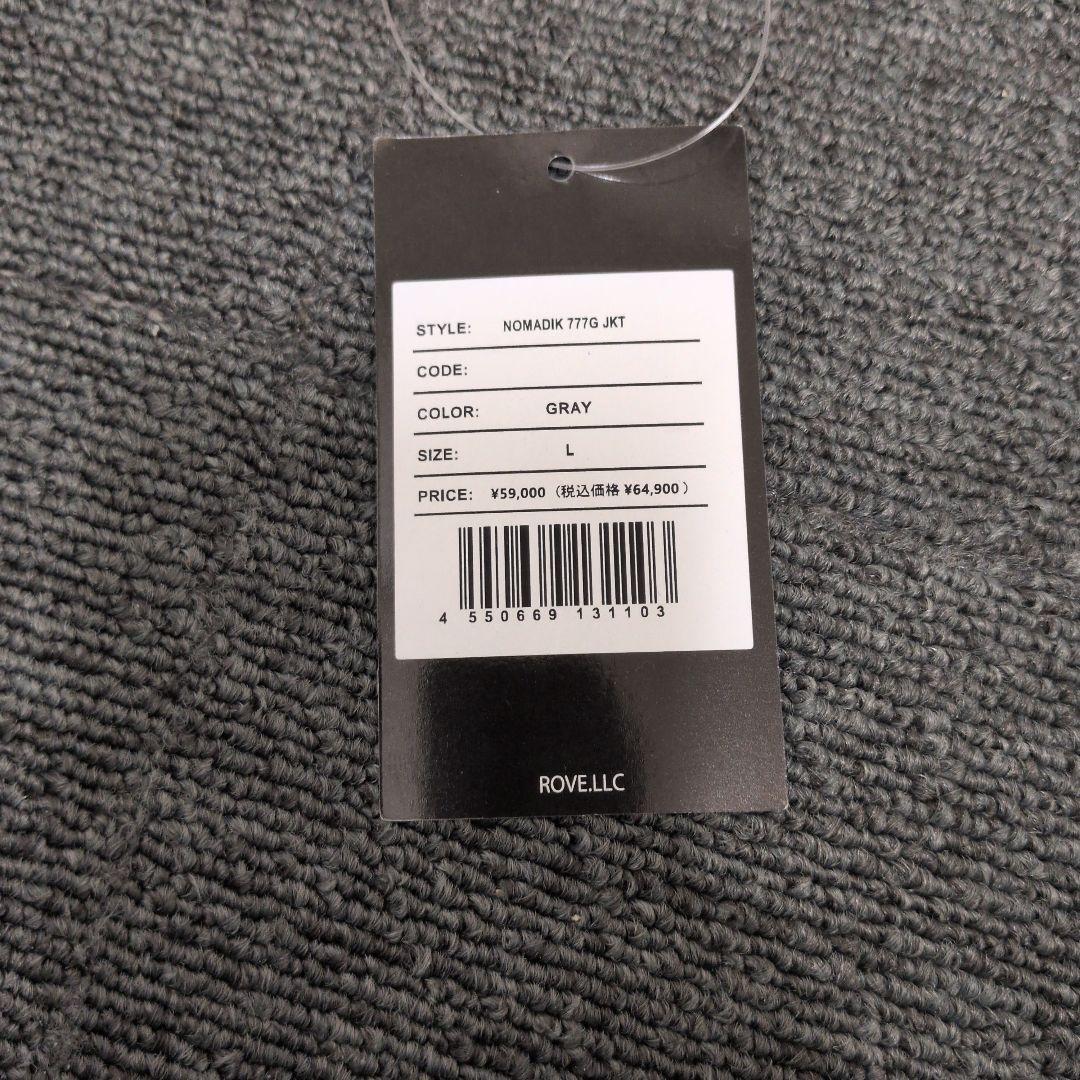 STYLE: NOMADIK 777G JKT
CODE:
COLOR: GRAY
SIZE: L
PRICE: ¥59,000（税込価格 ¥64,900）
4 550669 131103
ROVE.LLC